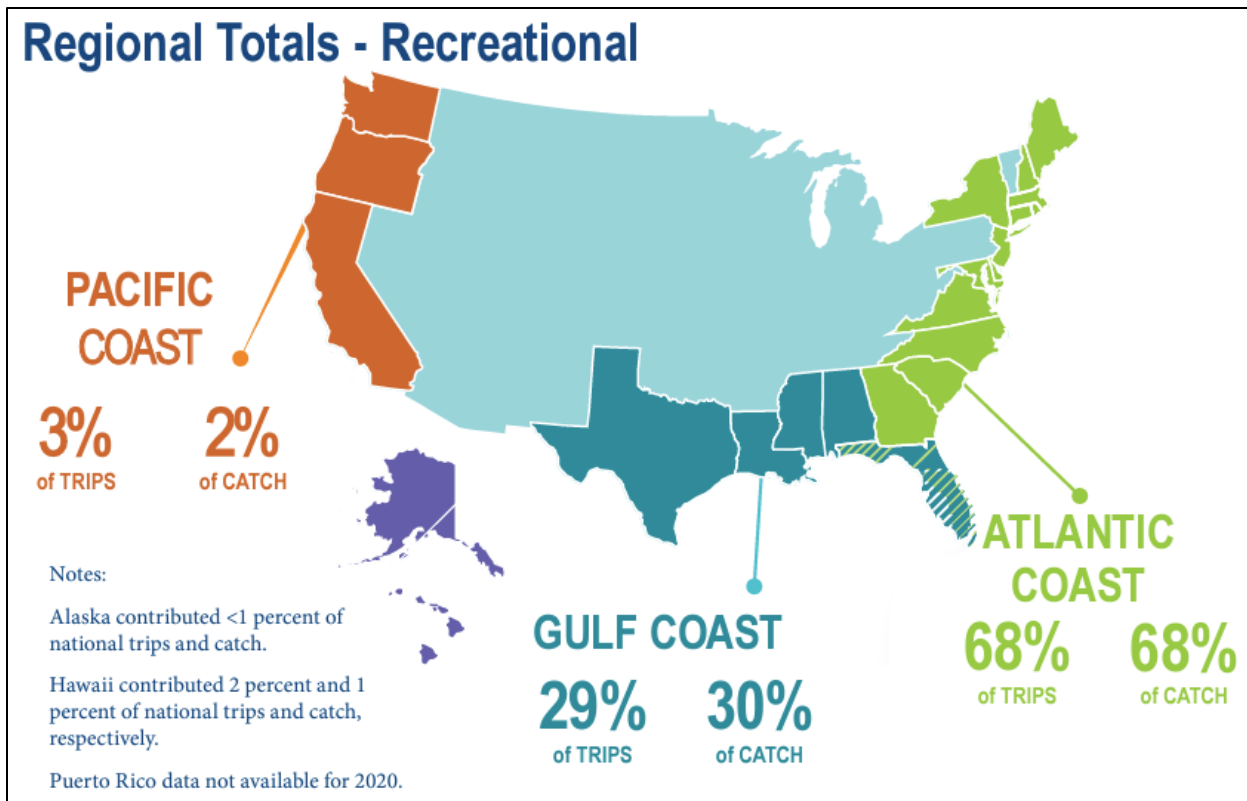 Regional Totals - Recreational
PACIFIC
COAST
3%
of TRIPS
2%
of CATCH
Notes:
Alaska contributed <1 percent of
national trips and catch.
Hawaii contributed 2 percent and 1
percent of national trips and catch,
respectively.
Puerto Rico data not available for 2020.
GULF COAST
29%
of TRIPS
30%
of CATCH
ATLANTIC
COAST
68%
of TRIPS
68%
of CATCH